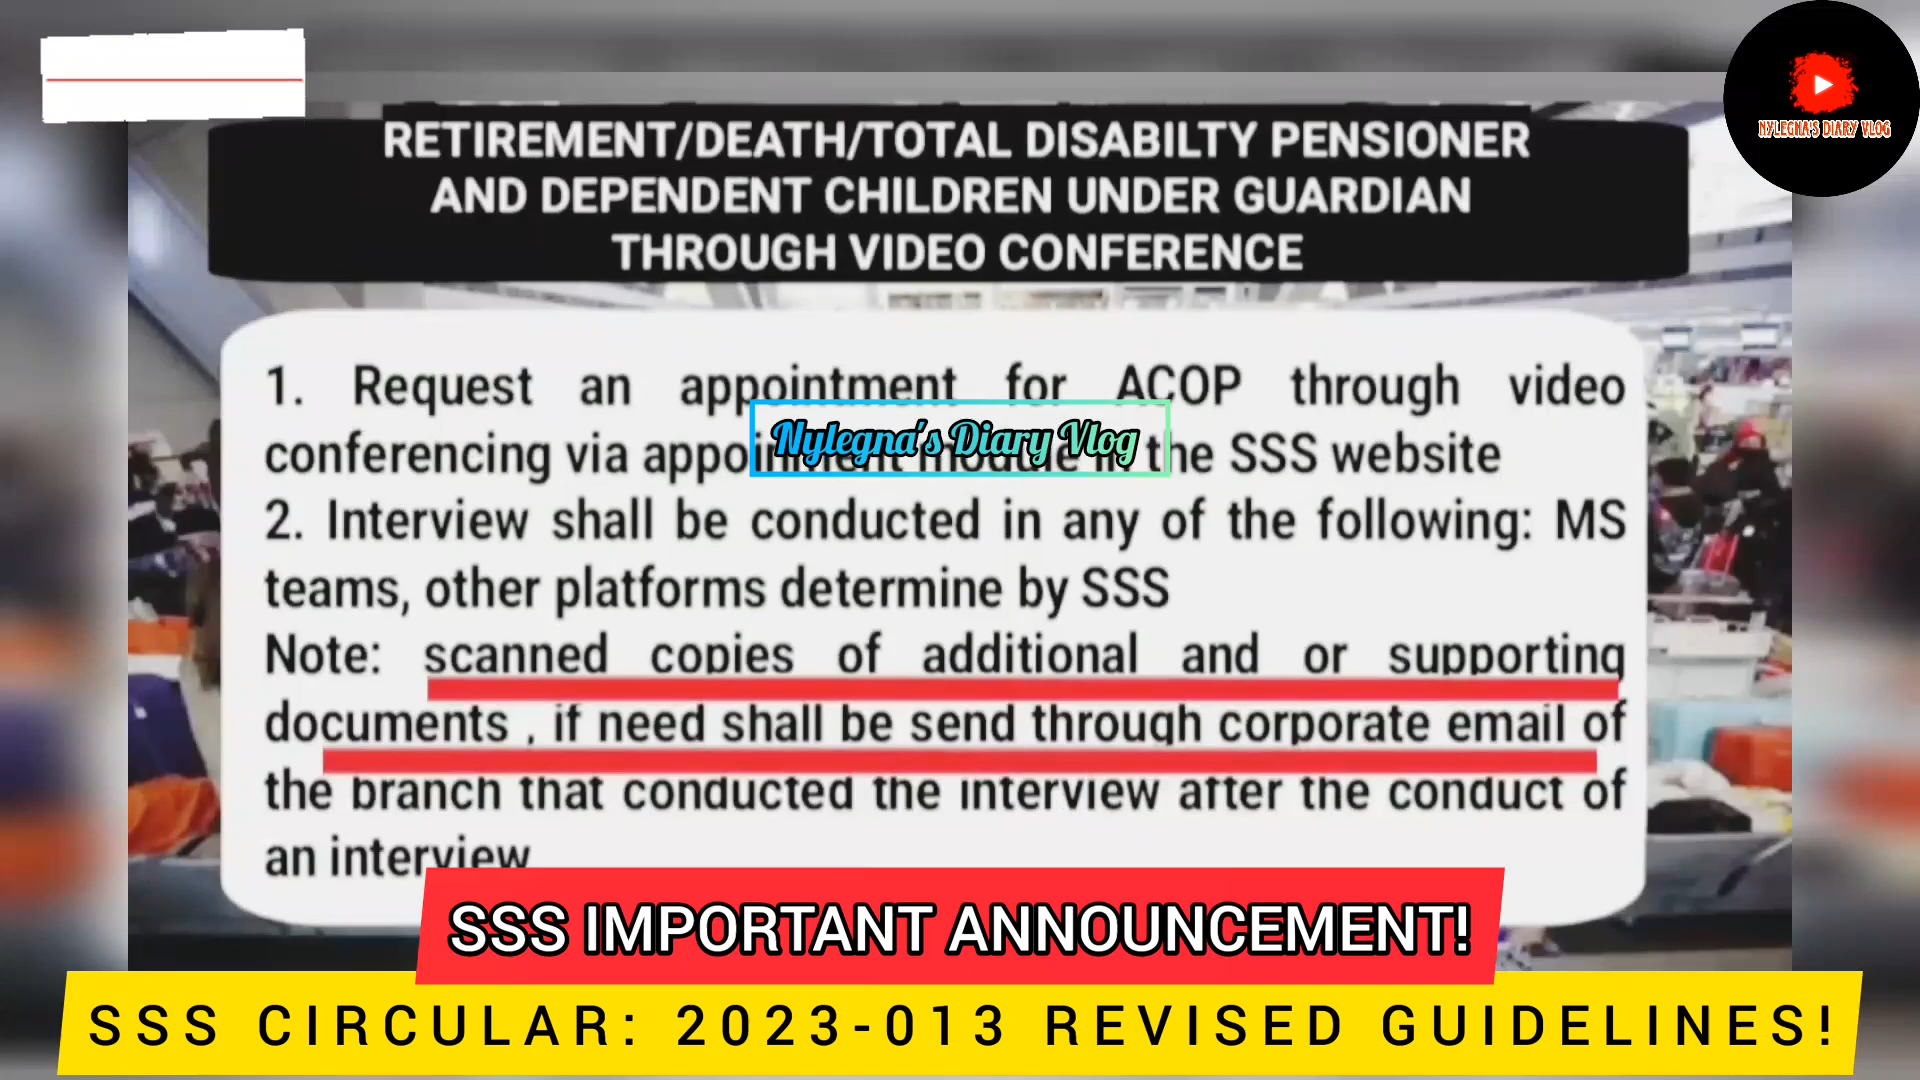 NYLEGNA'S DIARY VLOG
RETIREMENT/DEATH/TOTAL DISABILTY PENSIONER
AND DEPENDENT CHILDREN UNDER GUARDIAN
THROUGH VIDEO CONFERENCE
1. Request an appointment for ACOP through video
conferencing via appointment module in the SSS website
Nylegna's Diary Vlog
2. Interview shall be conducted in any of the following: MS
teams, other platforms determine by SSS
Note: scanned copies of additional and or supporting
documents , if need shall be send through corporate email of
the branch that conducted the interview after the conduct of
an interview
SSS IMPORTANT ANNOUNCEMENT!
SSS CIRCULAR: 2023-013 REVISED GUIDELINES!